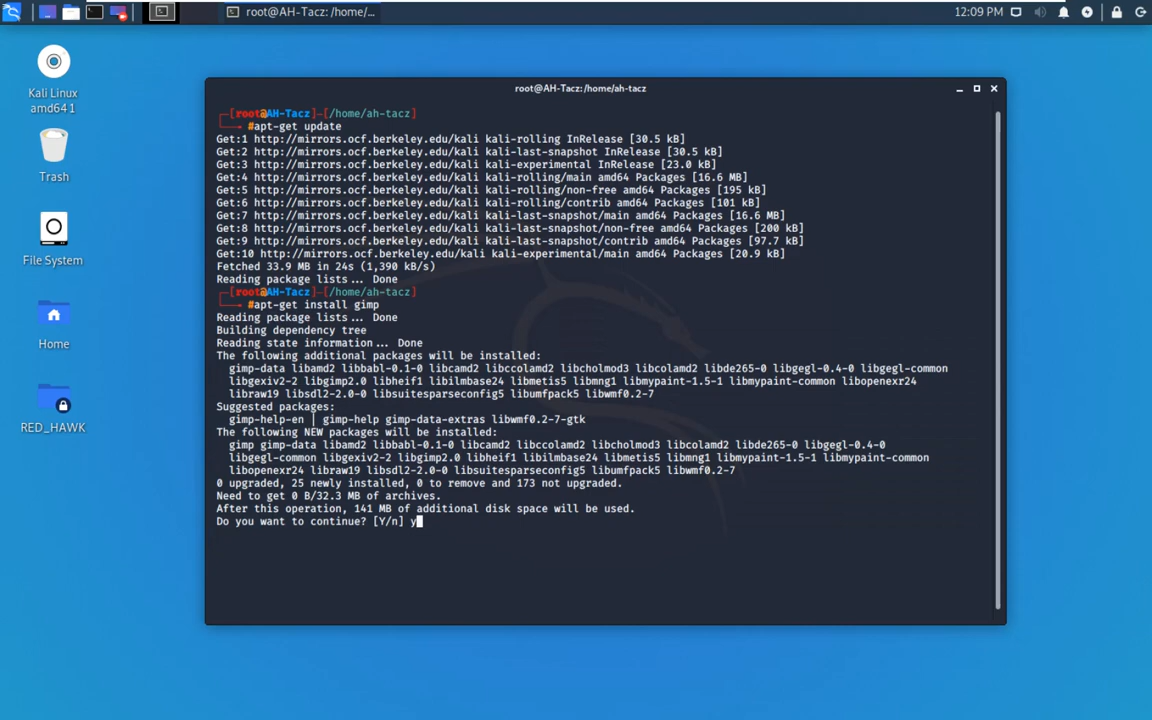 root@AH-Tacz: /home/...
12:09 PM
Kali Linux
amd64 1
Trash
File System
Home
RED_HAWK
root@AH-Tacz:/home/ah-tacz
[root@AH-Tacz]-[/home/ah-tacz]
#apt-get update
Get:1 http://mirrors.ocf.berkeley.edu/kali kali-rolling InRelease [30.5 kB]
Get:2 http://mirrors.ocf.berkeley.edu/kali kali-last-snapshot InRelease [30.5 kB]
Get:3 http://mirrors.ocf.berkeley.edu/kali kali-experimental InRelease [23.0 kB]
Get:4 http://mirrors.ocf.berkeley.edu/kali kali-rolling/main amd64 Packages [16.6 MB]
Get:5 http://mirrors.ocf.berkeley.edu/kali kali-rolling/non-free amd64 Packages [195 kB]
Get:6 http://mirrors.ocf.berkeley.edu/kali kali-rolling/contrib amd64 Packages [101 kB]
Get:7 http://mirrors.ocf.berkeley.edu/kali kali-last-snapshot/main amd64 Packages [16.6 MB]
Get:8 http://mirrors.ocf.berkeley.edu/kali kali-last-snapshot/non-free amd64 Packages [200 kB]
Get:9 http://mirrors.ocf.berkeley.edu/kali kali-last-snapshot/contrib amd64 Packages [97.7 kB]
Get:10 http://mirrors.ocf.berkeley.edu/kali kali-experimental/main amd64 Packages [20.9 kB]
Fetched 33.9 MB in 24s (1,390 kB/s)
Reading package lists... Done
[root@AH-Tacz]-[/home/ah-tacz]
#apt-get install gimp
Reading package lists... Done
Building dependency tree
Reading state information... Done
The following additional packages will be installed:
gimp-data libamd2 libbabl-0.1-0 libcamd2 libccolamd2 libcholmod3 libcolamd2 libde265-0 libgegl-0.4-0 libgegl-common
libgexiv2-2 libgimp2.0 libheif1 libilmbase24 libmetis5 libmng1 libmypaint-1.5-1 libmypaint-common libopenexr24
libraw19 libsdl2-2.0-0 libsuitesparseconfig5 libumfpack5 libwmf0.2-7
Suggested packages:
gimp-help-en | gimp-help gimp-data-extras libwmf0.2-7-gtk
The following NEW packages will be installed:
gimp gimp-data libamd2 libbabl-0.1-0 libcamd2 libccolamd2 libcholmod3 libcolamd2 libde265-0 libgegl-0.4-0
libgegl-common libgexiv2-2 libgimp2.0 libheif1 libilmbase24 libmetis5 libmng1 libmypaint-1.5-1 libmypaint-common
libopenexr24 libraw19 libsdl2-2.0-0 libsuitesparseconfig5 libumfpack5 libwmf0.2-7
0 upgraded, 25 newly installed, 0 to remove and 173 not upgraded.
Need to get 0 B/32.3 MB of archives.
After this operation, 141 MB of additional disk space will be used.
Do you want to continue? [Y/n] y